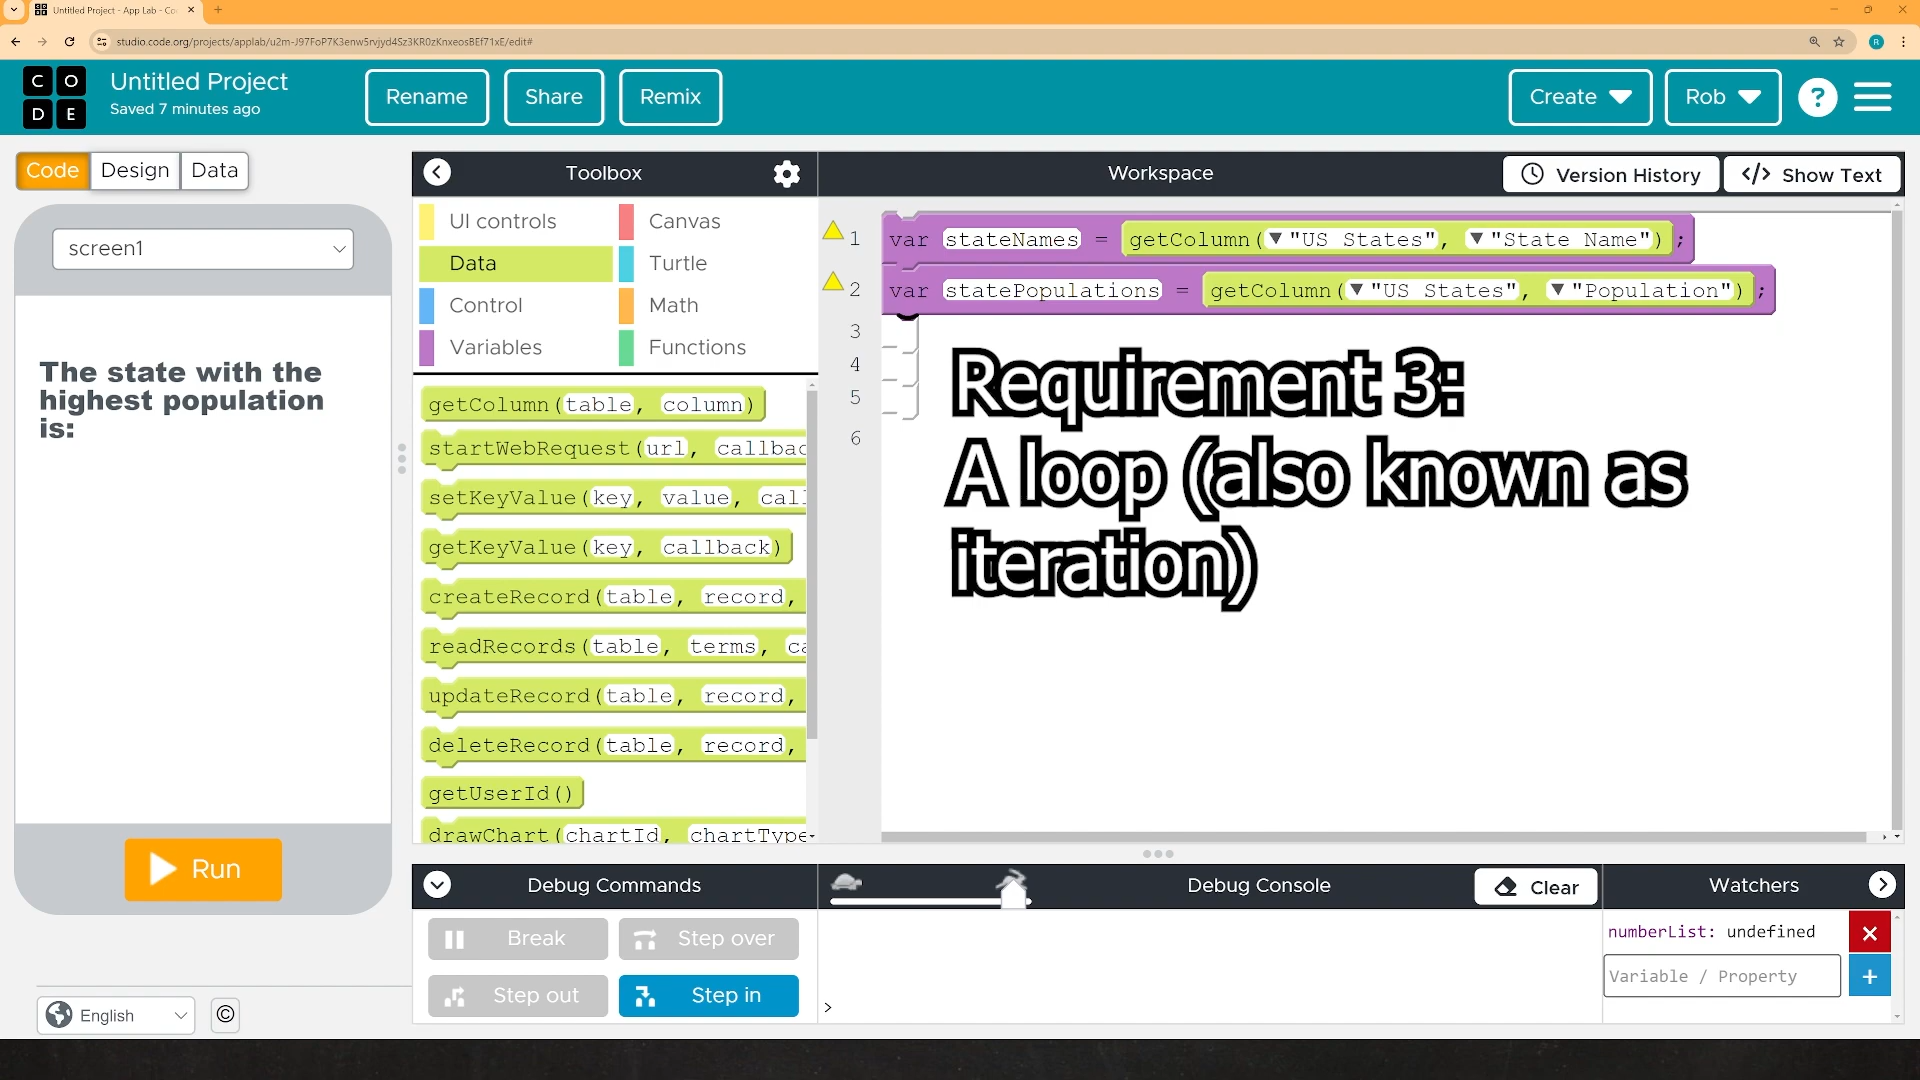 Untitled Project - App Lab - Co
studio.code.org/projects/applab/u2m-J97FoP7K3enw5rvjyd4Sz3KR0zKnxeosBEf71xE/edit#
R
C O
D E
Untitled Project
Saved 7 minutes ago
Rename
Share
Remix
Create
Rob
?
Code
Design
Data
Toolbox
Workspace
Version History
</> Show Text
screen1
The state with the
highest population
is:
Run
UI controls
Canvas
Data
Turtle
Control
Math
Variables
Functions
getColumn(table, column)
startWebRequest(url, callbac
setKeyValue(key, value, call
getKeyValue(key, callback)
createRecord(table, record,
readRecords(table, terms, ca
updateRecord(table, record,
deleteRecord(table, record,
getUserId()
drawChart(chartId, chartType
1 var stateNames = getColumn(▼"US States", ▼"State Name");
2 var statePopulations = getColumn(▼"US States", ▼"Population");
3
4
5
6
Requirement 3:
A loop (also known as
iteration)
Debug Commands
Debug Console
Clear
Watchers
Break
Step over
Step out
Step in
>
numberList: undefined
Variable / Property
English
©